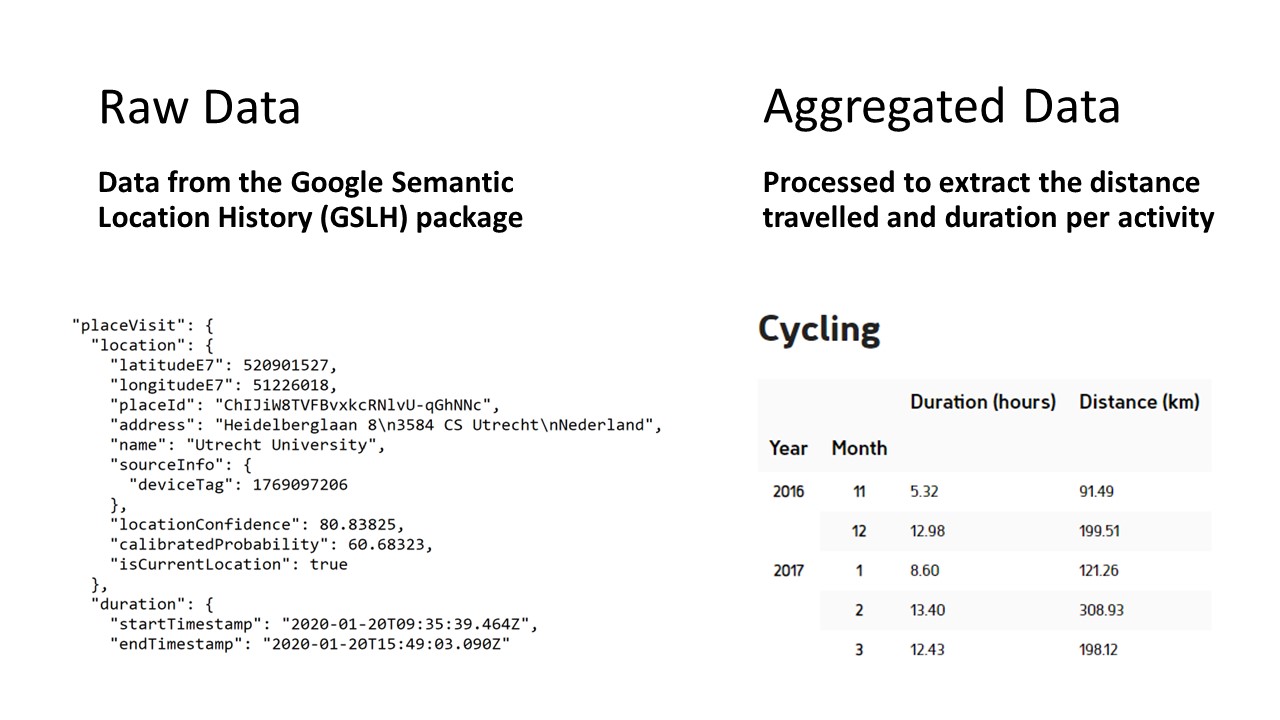 Raw Data
Data from the Google Semantic
Location History (GSLH) package
"placeVisit": {
"location": {
"latitudeE7": 520901527,
"longitudeE7": 51226018,
"placeId": "ChIJiW8TVFBvxkcRNlvU-qGhNNc",
"address": "Heidelberglaan 8\n3584 CS Utrecht\nNederland",
"name": "Utrecht University",
"sourceInfo": {
"deviceTag": 1769097206
},
"locationConfidence": 80.83825,
"calibratedProbability": 60.68323,
"isCurrentLocation": true
},
"duration": {
"startTimestamp": "2020-01-20T09:35:39.464Z",
"endTimestamp": "2020-01-20T15:49:03.090Z"
Aggregated Data
Processed to extract the distance
travelled and duration per activity
Cycling
Duration (hours) Distance (km)
Year Month
2016 11 5.32 91.49
12 12.98 199.51
2017 1 8.60 121.26
2 13.40 308.93
3 12.43 198.12